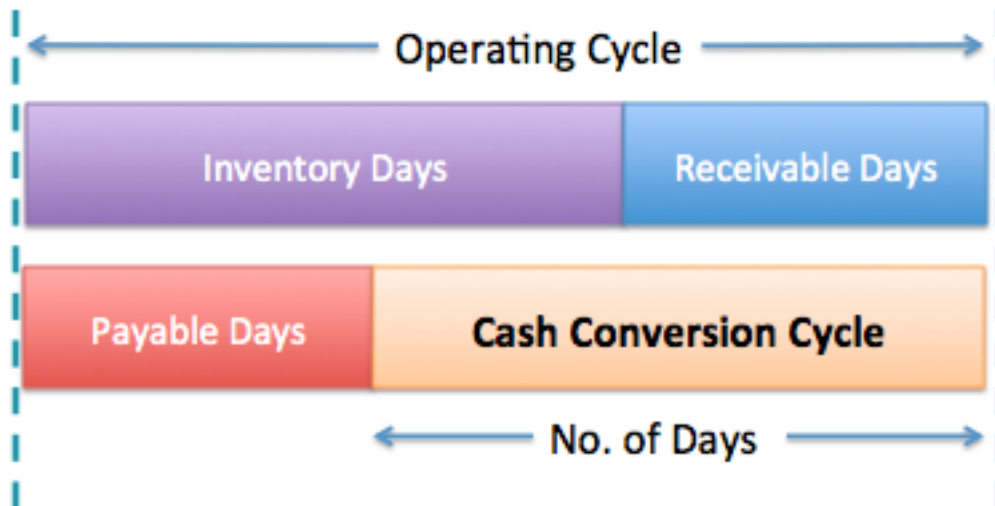 Operating Cycle
Inventory Days
Receivable Days
Payable Days
Cash Conversion Cycle
No. of Days